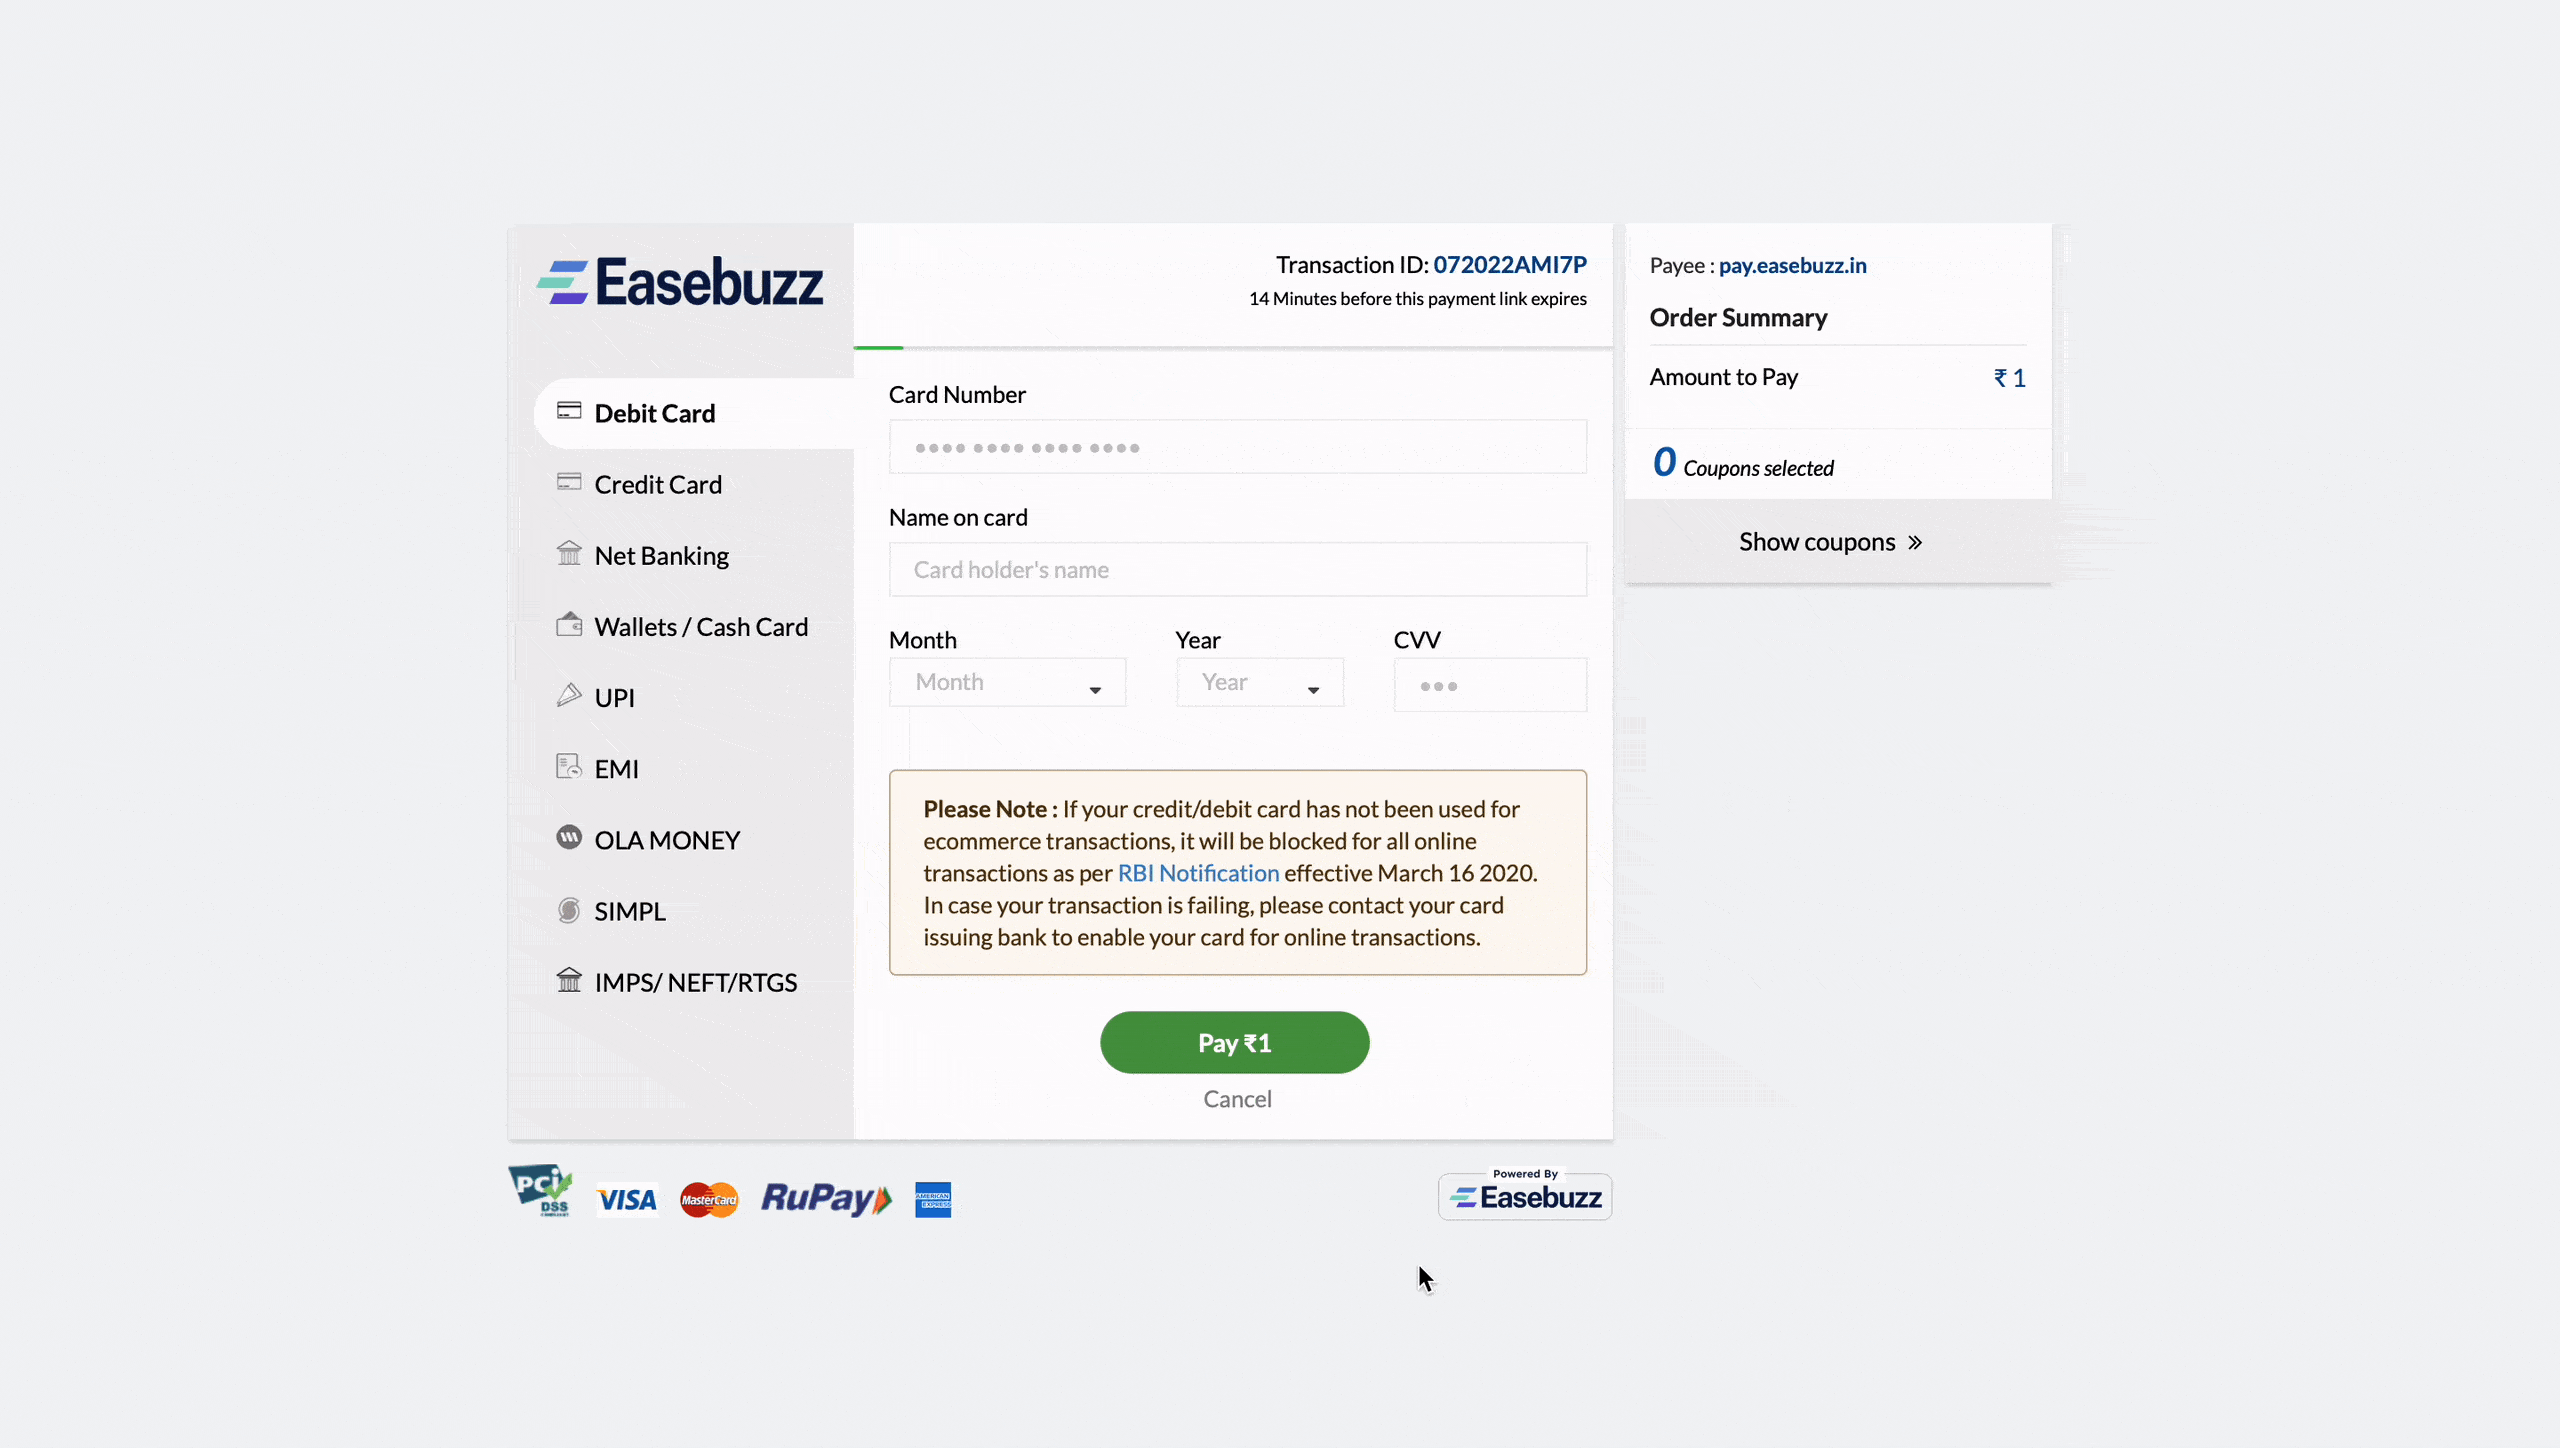 Easebuzz
Transaction ID: 072022AMI7P
14 Minutes before this payment link expires
Debit Card
Credit Card
Net Banking
Wallets / Cash Card
UPI
EMI
OLA MONEY
SIMPL
IMPS/ NEFT/RTGS
Card Number
Name on card
Card holder's name
Month
Year
CVV
Month
Year
Please Note : If your credit/debit card has not been used for
ecommerce transactions, it will be blocked for all online
transactions as per RBI Notification effective March 16 2020.
In case your transaction is failing, please contact your card
issuing bank to enable your card for online transactions.
Pay ₹1
Cancel
Payee : pay.easebuzz.in
Order Summary
Amount to Pay ₹ 1
0 Coupons selected
Show coupons »
PCI
DSS
VISA
MasterCard
RuPay
AMERICAN
EXPRESS
Powered By
Easebuzz